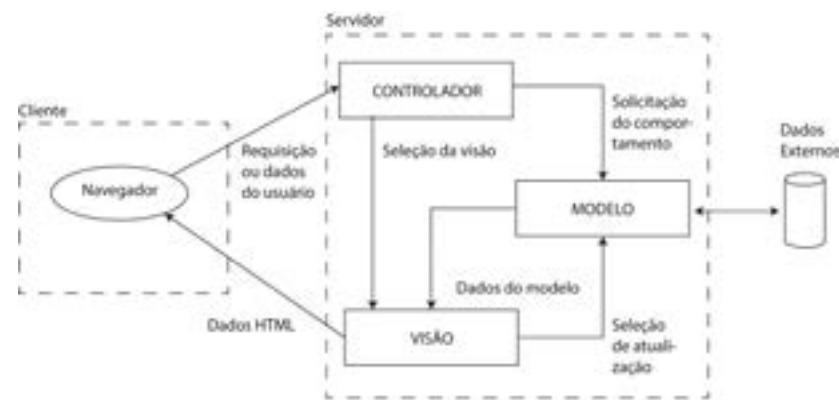 Servidor
CONTROLADOR
Cliente
Solicitação
do compor-
tamento
Dados
Externos
Requisição
ou dados
do usuário
Seleção da visão
Navegador
MODELO
Dados do modelo
Dados HTML
VISÃO
Seleção
de atuali-
zação